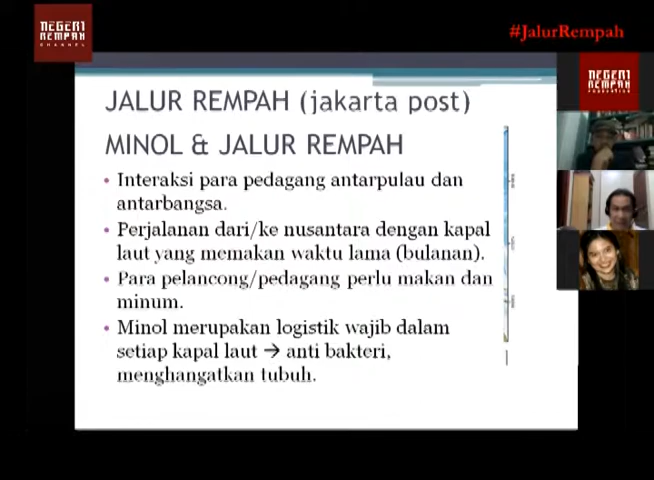 NEGERI
REMPAH
CHANNEL
#JalurRempah
NEGERI
REMPAH
FOUNDATION
JALUR REMPAH (jakarta post)
MINOL & JALUR REMPAH
• Interaksi para pedagang antarpulau dan
antarbangsa.
• Perjalanan dari/ke nusantara dengan kapal
laut yang memakan waktu lama (bulanan).
• Para pelancong/pedagang perlu makan dan
minum.
• Minol merupakan logistik wajib dalam
setiap kapal laut → anti bakteri,
menghangatkan tubuh.